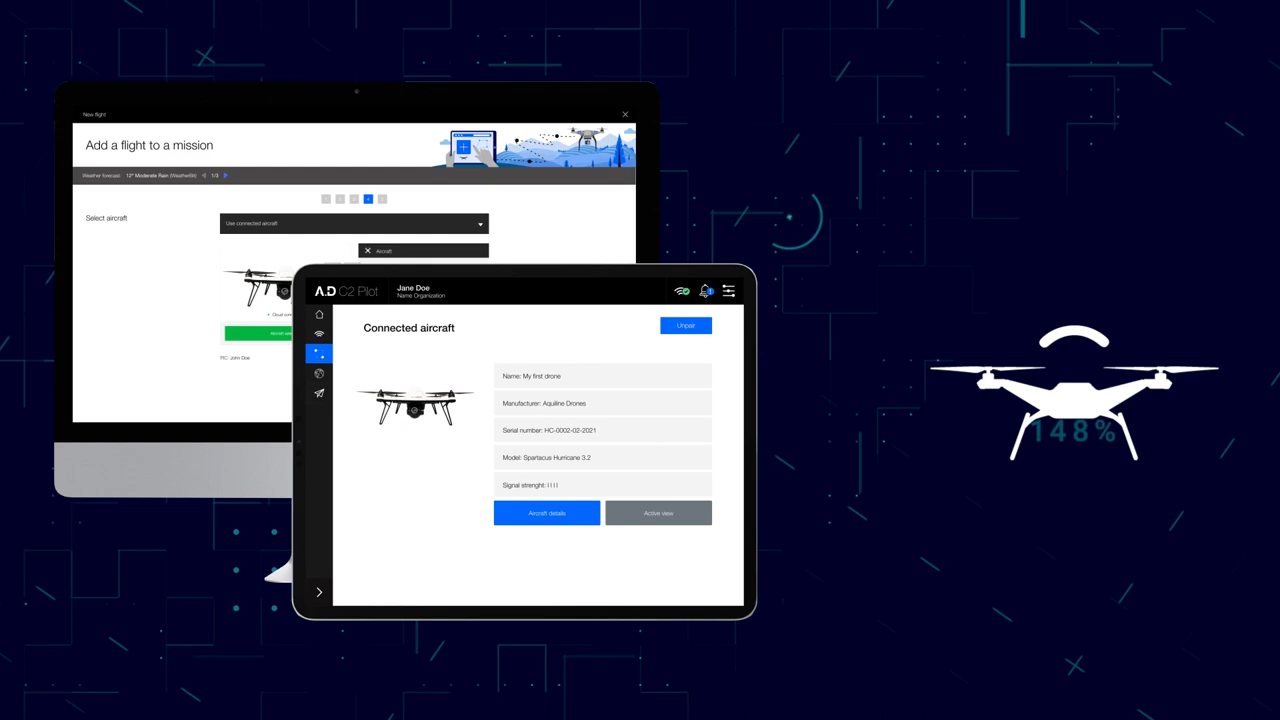 New flight
Add a flight to a mission
Weather forecast: 12° Moderate Rain (WeatherBit) 1/3
4
Select aircraft
Use connected aircraft
Aircraft
PIC: John Doe
A.D C2 Pilot
Jane Doe
Name Organization
Connected aircraft
Unpair
Name: My first drone
Manufacturer: Aquiline Drones
Serial number: HC-0002-02-2021
Model: Spartacus Hurricane 3.2
Signal strenght: IIII
Aircraft details
Active view
148%